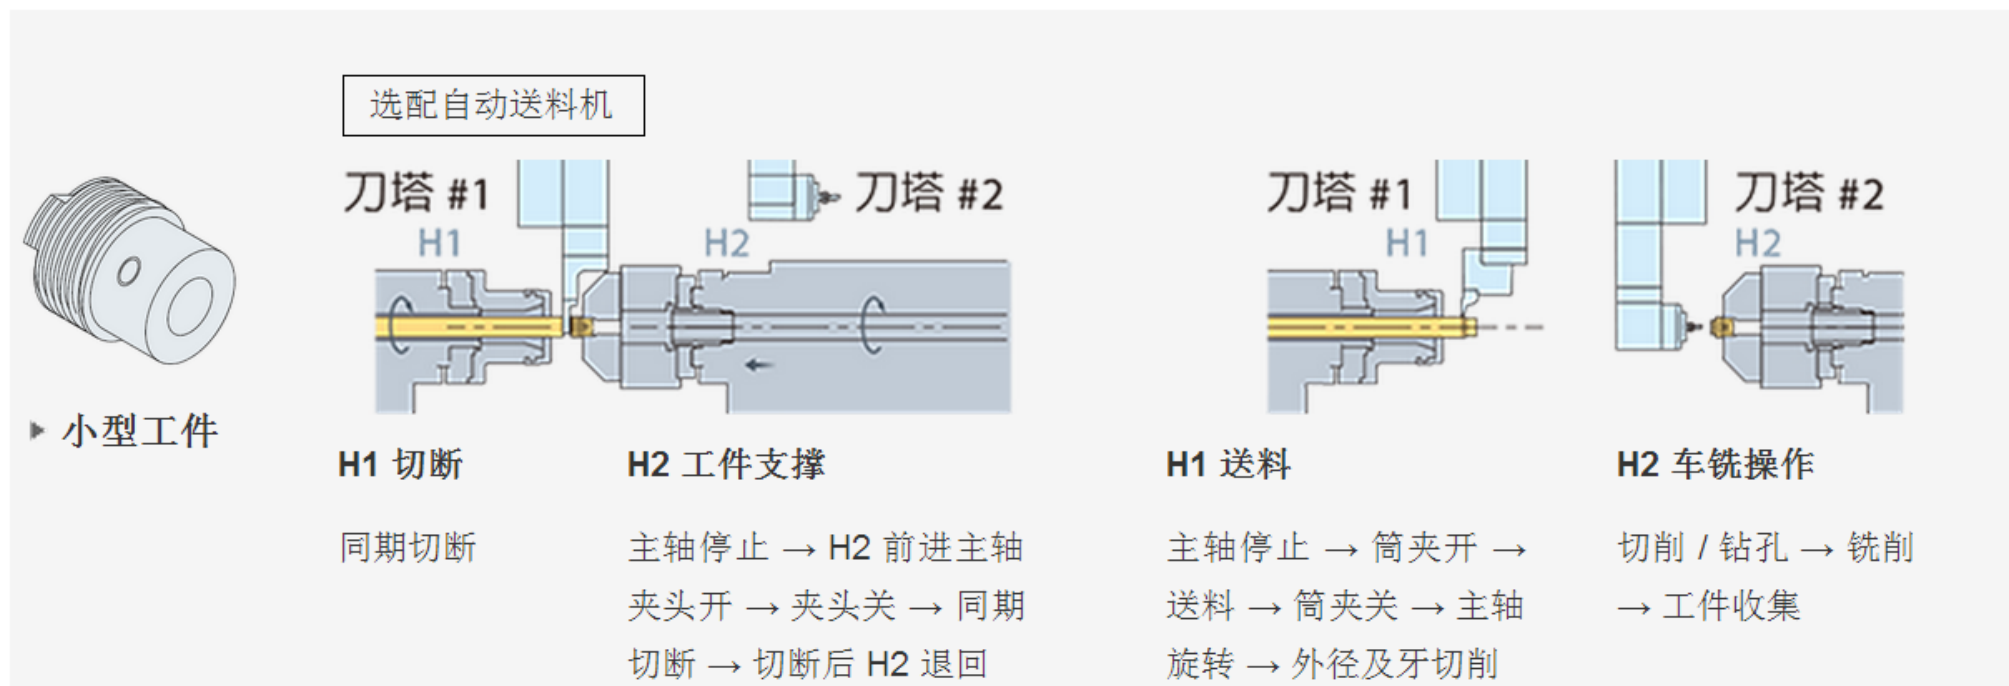 选配自动送料机
刀塔 #1
刀塔 #2
H1
H2
刀塔 #1
刀塔 #2
H1
H2
小型工件
H1 切断
同期切断
H2 工件支撑
主轴停止 → H2 前进主轴
夹头开 → 夹头关 → 同期
切断 → 切断后 H2 退回
H1 送料
主轴停止 → 筒夹开 →
送料 → 筒夹关 → 主轴
旋转 → 外径及牙切削
H2 车铣操作
切削 / 钻孔 → 铣削
→ 工件收集